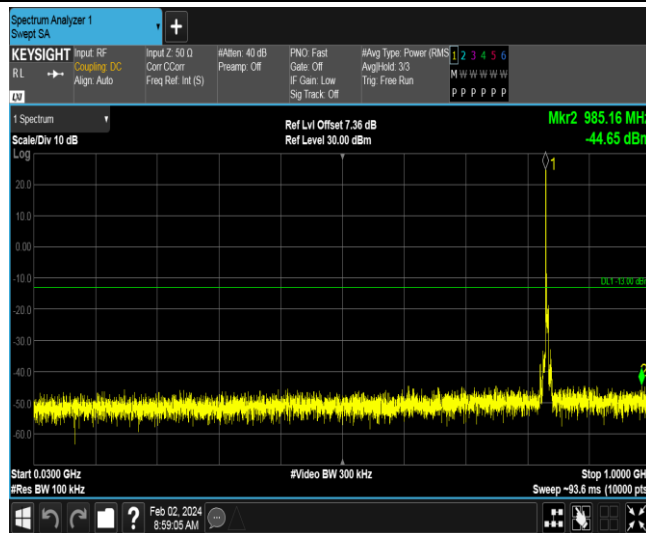 Spectrum Analyzer 1
Swept SA
+
KEYSIGHT Input: RF Input Z: 50 Ω #Atten: 40 dB PNO: Fast #Avg Type: Power (RMS 1 2 3 4 5 6
RL Coupling: DC Corr CCorr Preamp: Off Gate: Off Avg|Hold: 3/3 M W W W W W
Align: Auto Freq Ref: Int (S) IF Gain: Low Trig: Free Run
Sig Track: Off P P P P P P
LXI
1 Spectrum Ref Lvl Offset 7.36 dB Mkr2 985.16 MHz
Scale/Div 10 dB Ref Level 30.00 dBm -44.65 dBm
Log
1
20.0
10.0
0.00
-10.0 DL1 -13.00 dBm
-20.0
-30.0
-40.0
-50.0
-60.0
Start 0.0300 GHz #Video BW 300 kHz Stop 1.0000 GH
#Res BW 100 kHz Sweep ~93.6 ms (10000 pts
? Feb 02, 2024
8:59:05 AM